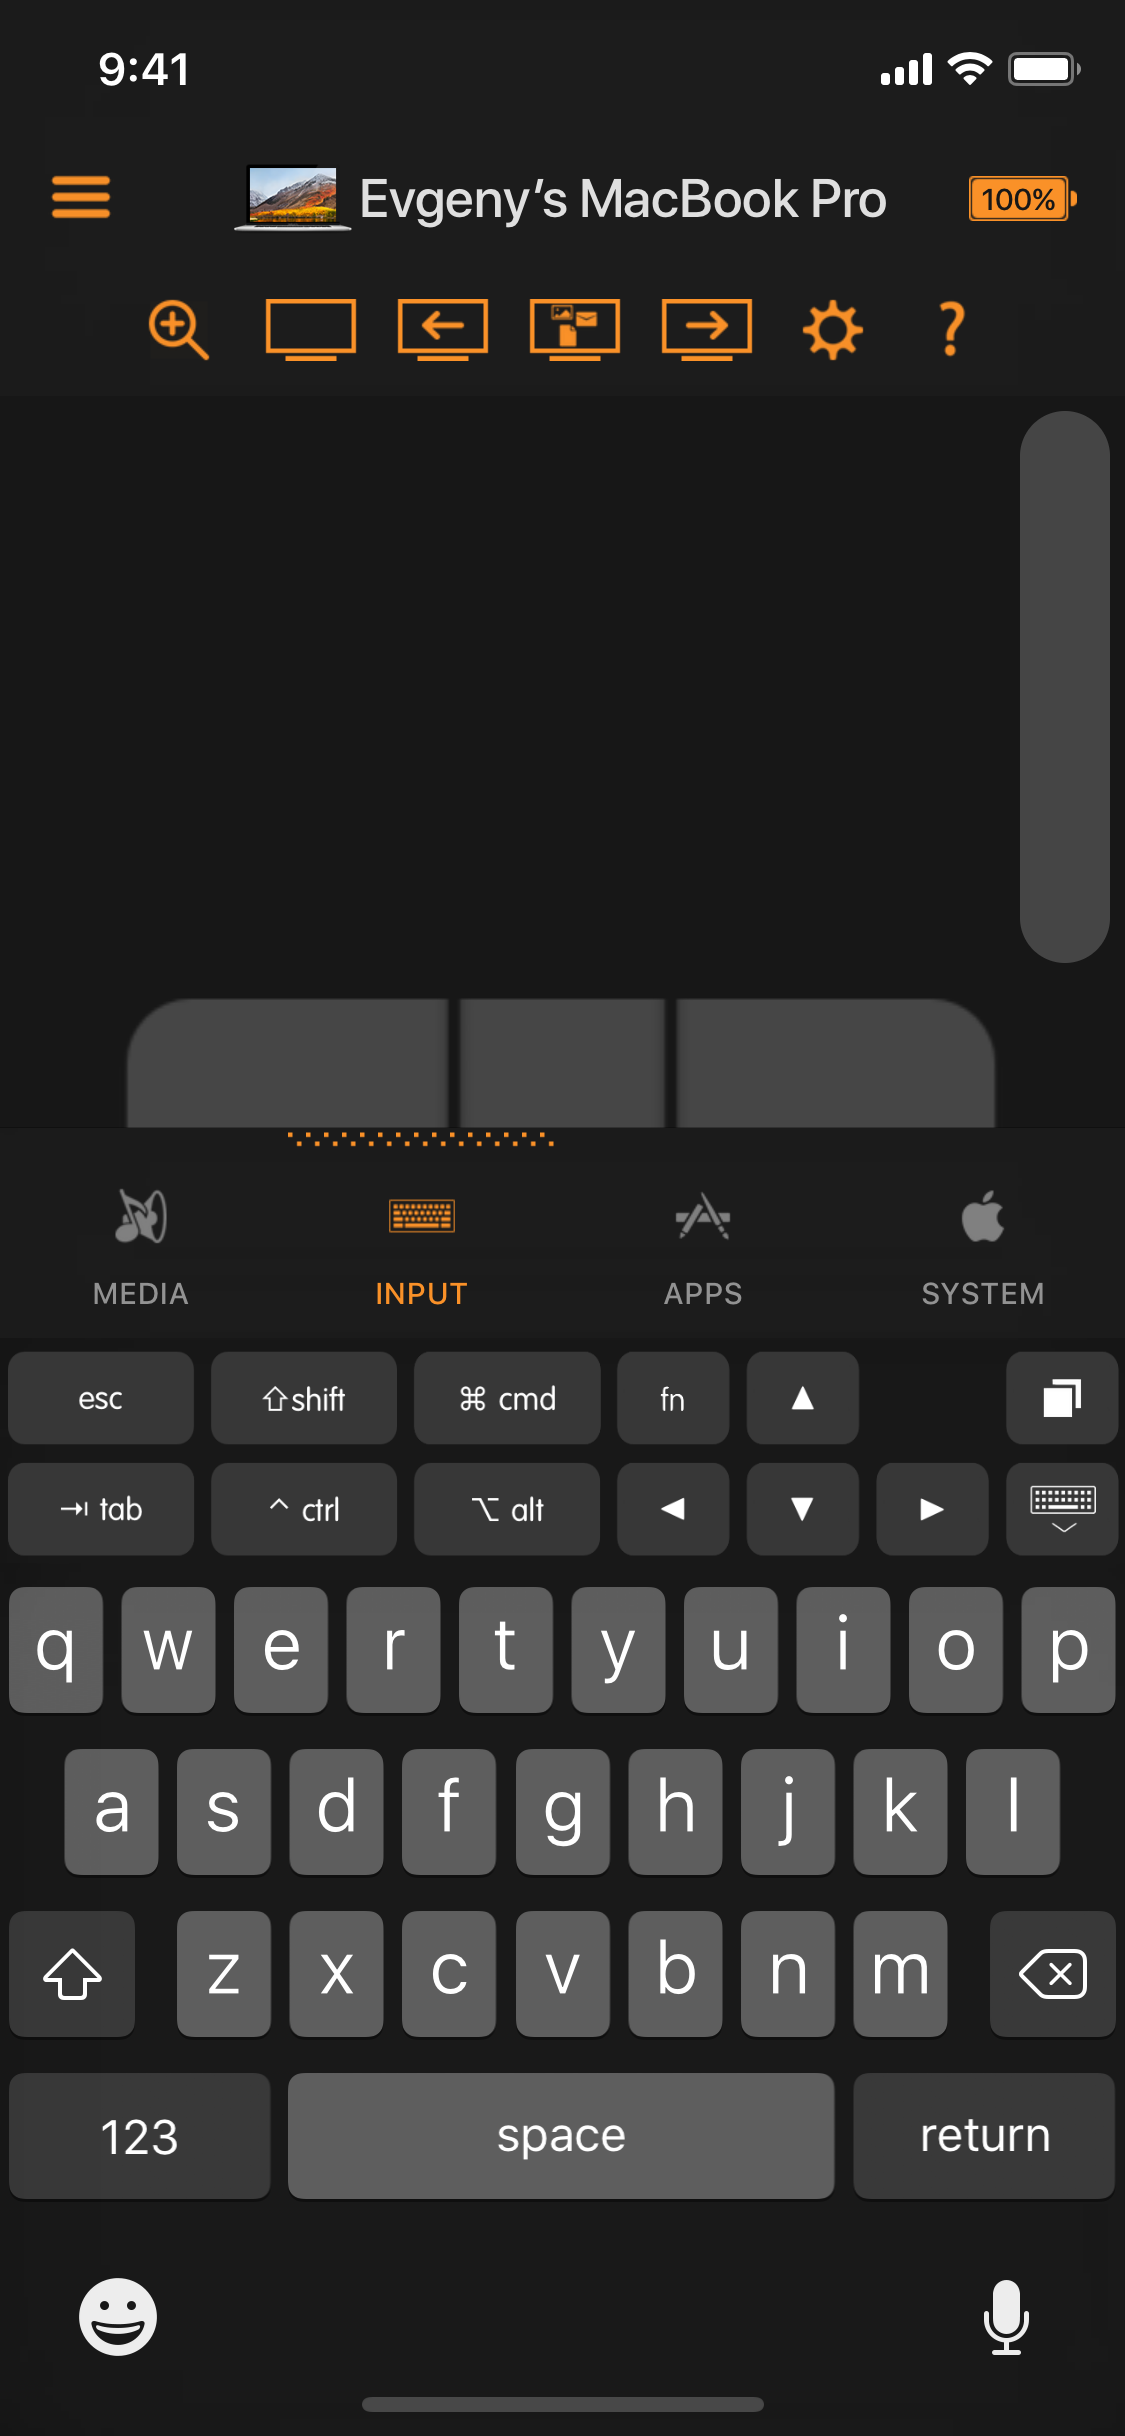 9:41
Evgeny’s MacBook Pro
100%
?
MEDIA
INPUT
APPS
SYSTEM
esc
⇧shift
⌘ cmd
fn
▲
⇥ tab
^ ctrl
⌥ alt
◀ ▼ ▶
q w e r t y u i o p
a s d f g h j k l
z x c v b n m
123
space
return